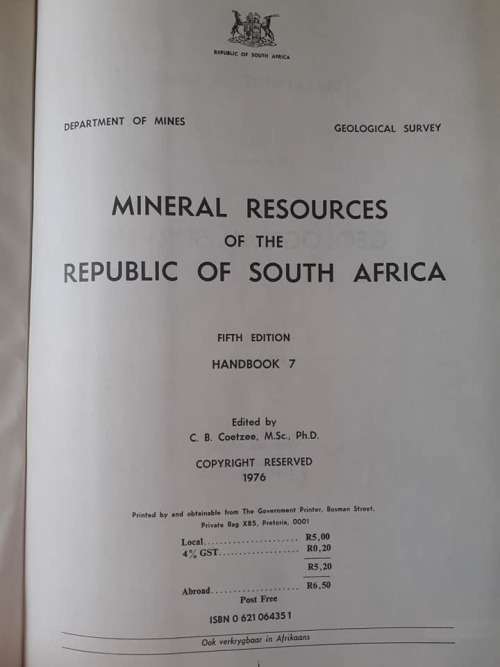 REPUBLIC OF SOUTH AFRICA
DEPARTMENT OF MINES
GEOLOGICAL SURVEY
MINERAL RESOURCES
OF THE
REPUBLIC OF SOUTH AFRICA
FIFTH EDITION
HANDBOOK 7
Edited by
C. B. Coetzee, M.Sc., Ph.D.
COPYRIGHT RESERVED
1976
Printed by and obtainable from The Government Printer, Bosman Street,
Private Bag X85, Pretoria, 0001
Local...................... R5,00
4% GST................... R0,20
R5,20
Abroad.................... R6,50
Post Free
ISBN 0 621 06435 1
Ook verkrygbaar in Afrikaans